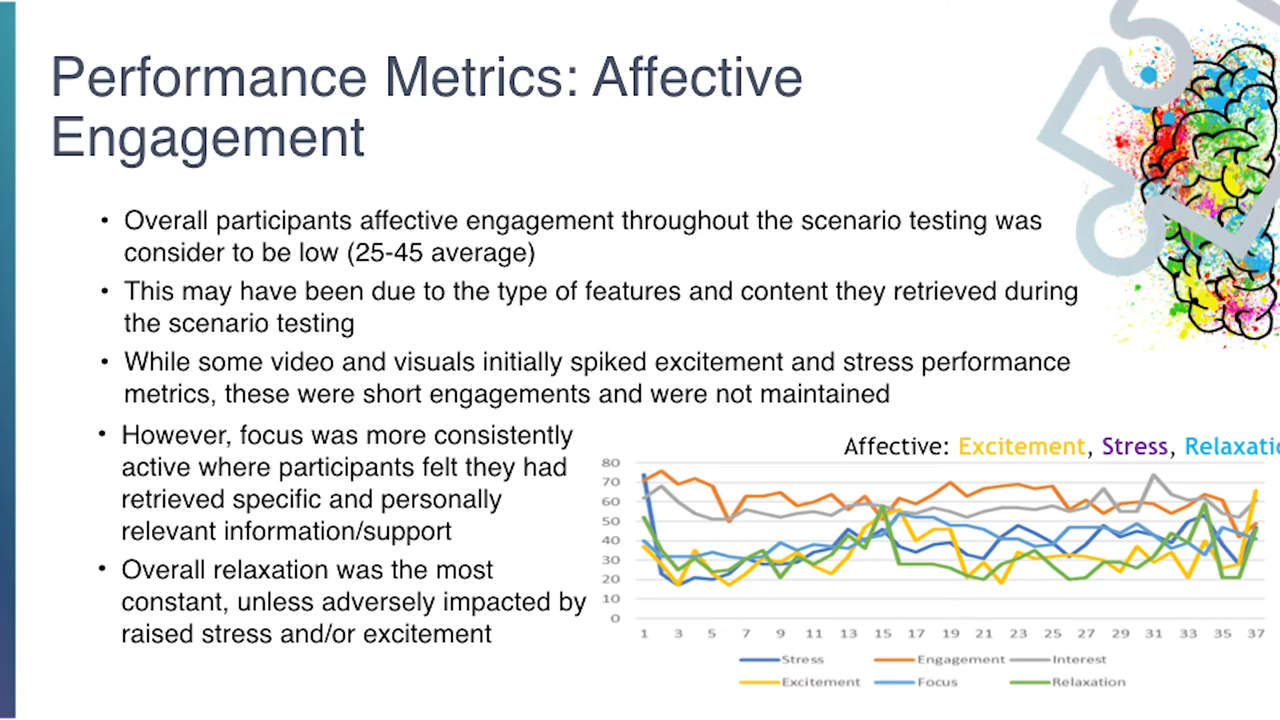 Performance Metrics: Affective
Engagement
• Overall participants affective engagement throughout the scenario testing was
consider to be low (25-45 average)
• This may have been due to the type of features and content they retrieved during
the scenario testing
• While some video and visuals initially spiked excitement and stress performance
metrics, these were short engagements and were not maintained
• However, focus was more consistently
active where participants felt they had
retrieved specific and personally
relevant information/support
• Overall relaxation was the most
constant, unless adversely impacted by
raised stress and/or excitement
Affective: Excitement, Stress, Relaxatio
80
70
60
50
40
30
20
10
0
1 3 5 7 9 11 13 15 17 19 21 23 25 27 29 31 33 35 37
Stress Engagement Interest
Excitement Focus Relaxation